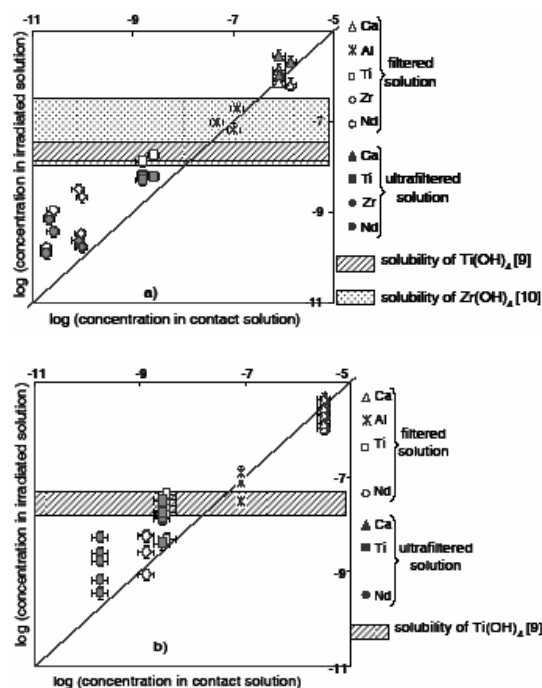 -11 -9 -7 -5
-7
-9
-11
log (concentration in irradiated solution)
log (concentration in contact solution)
a)
Ca
Al
Ti
Zr
Nd
filtered
solution
Ca
Ti
Zr
Nd
ultrafiltered
solution
solubility of Ti(OH)4 [9]
solubility of Zr(OH)4 [10]
-11 -9 -7 -5
-7
-9
-11
log (concentration in irradiated solution)
log (concentration in contact solution)
b)
Ca
Al
Ti
Nd
filtered
solution
Ca
Ti
Nd
ultrafiltered
solution
solubility of Ti(OH)4 [9]